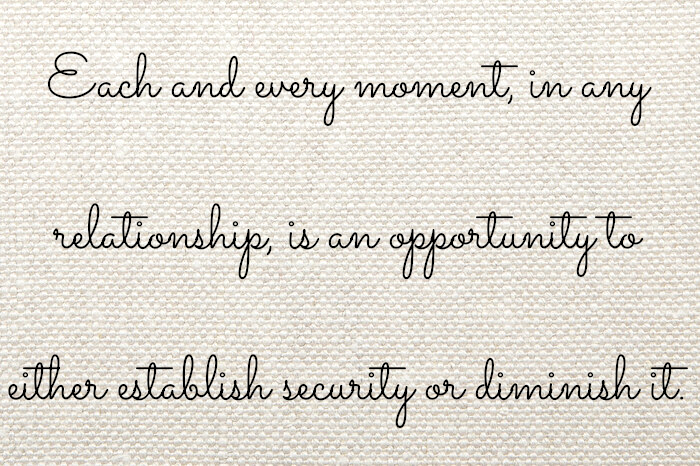 Each and every moment, in any
relationship, is an opportunity to
either establish security or diminish it.